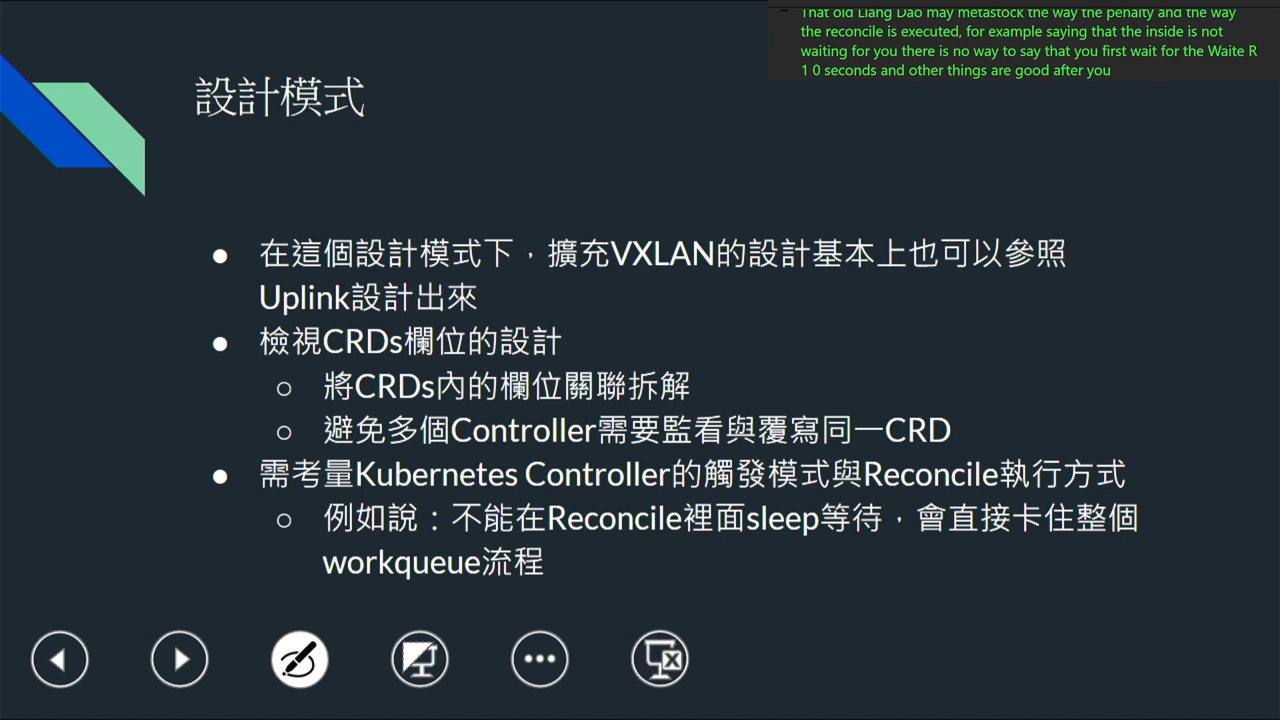 That old Liang Dao may metastock the way the penalty and the way
the reconcile is executed, for example saying that the inside is not
waiting for you there is no way to say that you first wait for the Waite R
1 0 seconds and other things are good after you
設計模式
在這個設計模式下，擴充VXLAN的設計基本上也可以參照
Uplink設計出來
檢視CRDs欄位的設計
將CRDs內的欄位關聯拆解
避免多個Controller需要監看與覆寫同一CRD
需考量Kubernetes Controller的觸發模式與Reconcile執行方式
例如說：不能在Reconcile裡面sleep等待，會直接卡住整個
workqueue流程